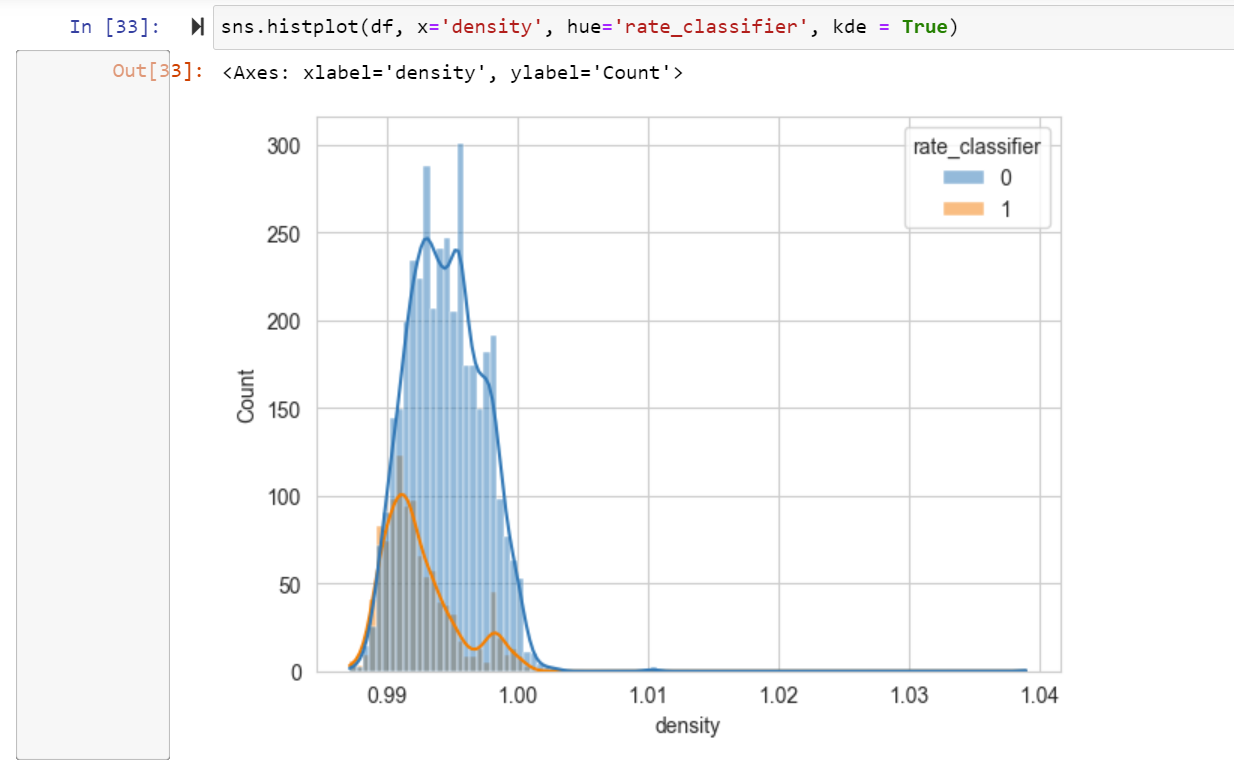 In [33]: sns.histplot(df, x='density', hue='rate_classifier', kde = True)
Out[33]: <Axes: xlabel='density', ylabel='Count'>
rate_classifier
0
1
300
250
200
150
100
50
0
Count
0.99 1.00 1.01 1.02 1.03 1.04
density